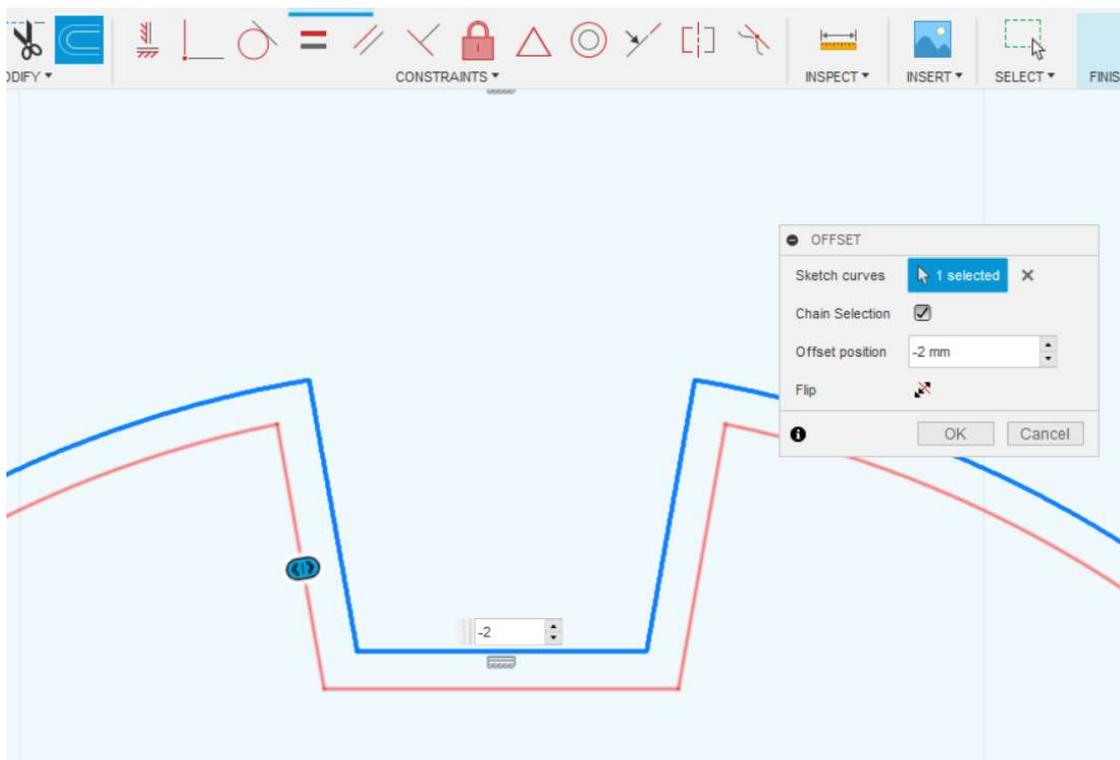 ODIFY ▾
CONSTRAINTS ▾
INSPECT ▾
INSERT ▾
SELECT ▾
FINIS
OFFSET
Sketch curves
1 selected
Chain Selection
Offset position
-2 mm
Flip
OK
Cancel
-2